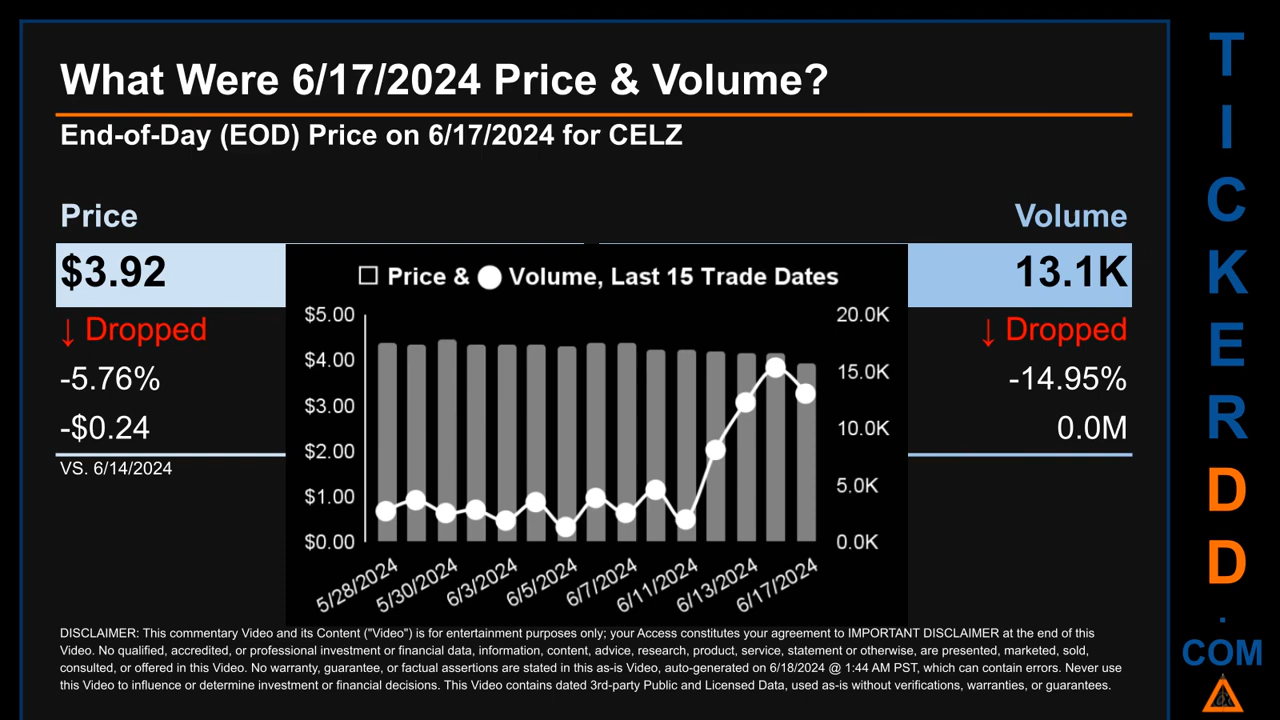 What Were 6/17/2024 Price & Volume?
End-of-Day (EOD) Price on 6/17/2024 for CELZ
Price
Volume
$3.92
13.1K
↓ Dropped
↓ Dropped
-5.76%
-14.95%
-$0.24
0.0M
VS. 6/14/2024
Price & Volume, Last 15 Trade Dates
$5.00
$4.00
$3.00
$2.00
$1.00
$0.00
20.0K
15.0K
10.0K
5.0K
0.0K
5/28/2024
5/30/2024
6/3/2024
6/5/2024
6/7/2024
6/11/2024
6/13/2024
6/17/2024
DISCLAIMER: This commentary Video and its Content ("Video") is for entertainment purposes only; your Access constitutes your agreement to IMPORTANT DISCLAIMER at the end of this
Video. No qualified, accredited, or professional investment or financial data, information, content, advice, research, product, service, statement or otherwise, are presented, marketed, sold,
consulted, or offered in this Video. No warranty, guarantee, or factual assertions are stated in this as-is Video, auto-generated on 6/18/2024 @ 1:44 AM PST, which can contain errors. Never use
this Video to influence or determine investment or financial decisions. This Video contains dated 3rd-party Public and Licensed Data, used as-is without verifications, warranties, or guarantees.
T
I
C
K
E
R
D
D
.
COM